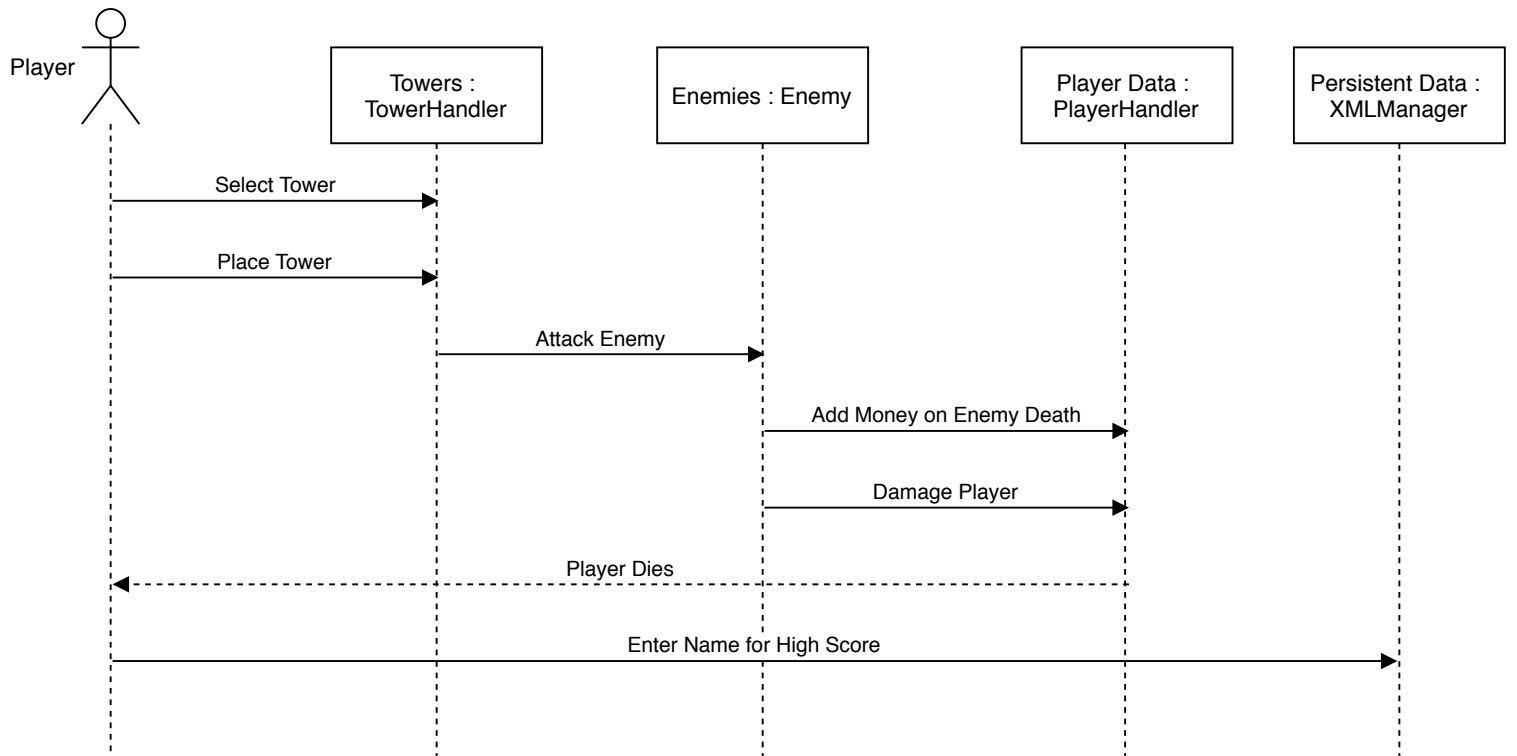 Player
Towers :
TowerHandler
Enemies : Enemy
Player Data :
PlayerHandler
Persistent Data :
XMLManager
Select Tower
Place Tower
Attack Enemy
Add Money on Enemy Death
Damage Player
Player Dies
Enter Name for High Score